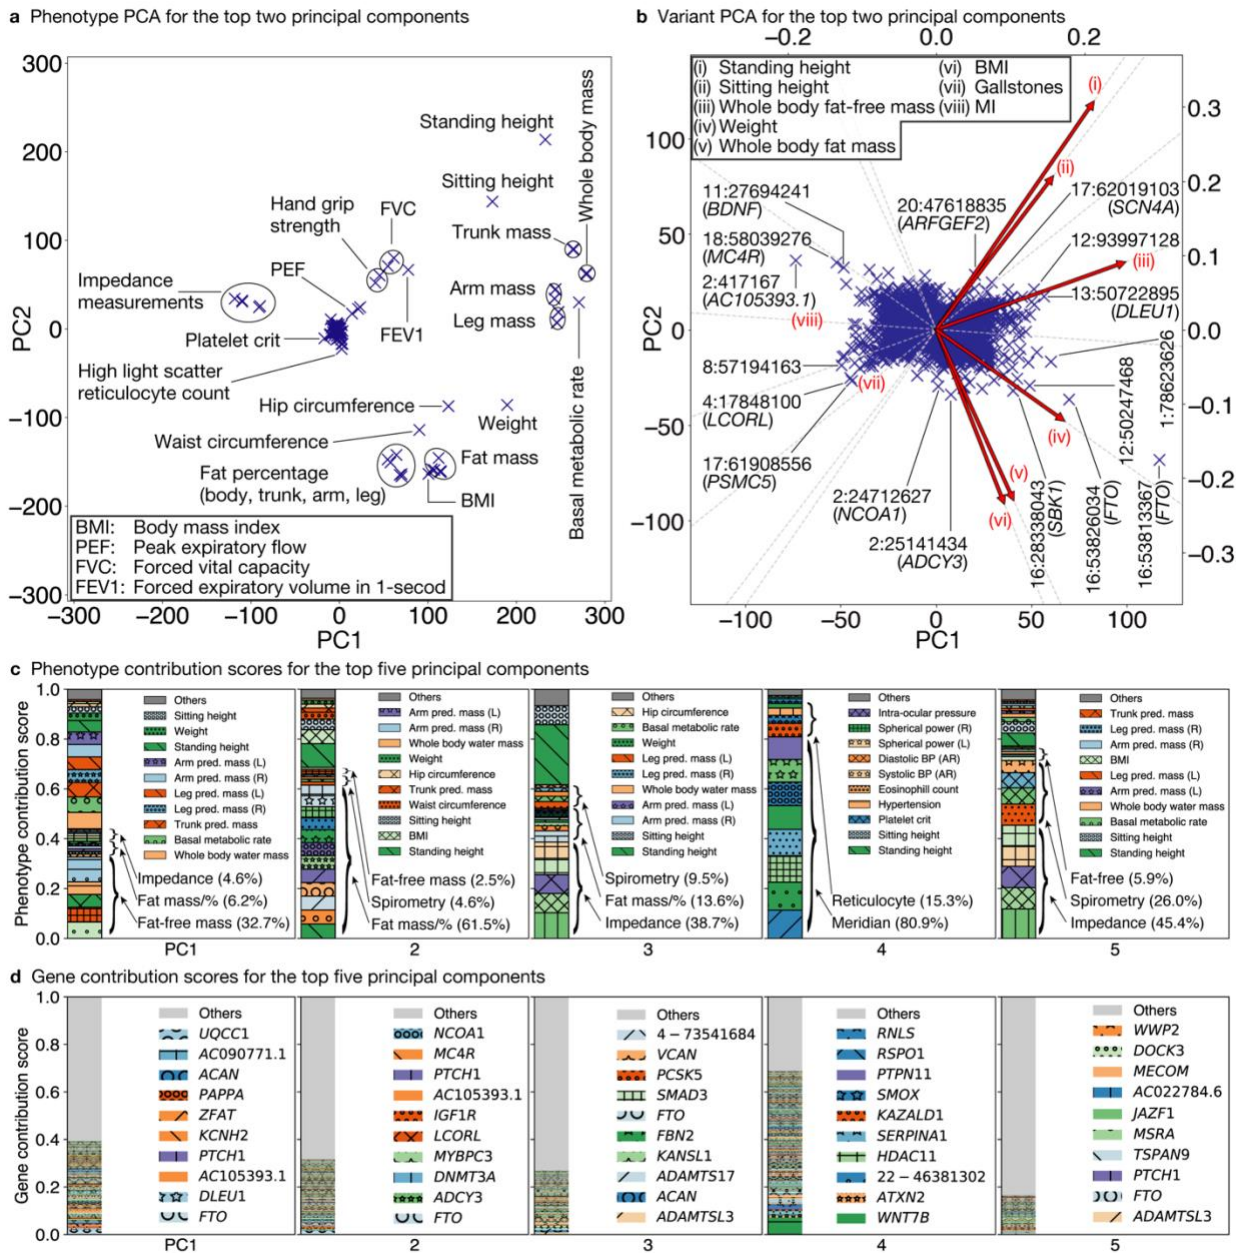 a Phenotype PCA for the top two principal components
300
200
100
0
−100
−200
−300
−300
−200
−100
0
100
200
300
PC2
PC1
Standing height
Sitting height
Whole body mass
Hand grip
strength
FVC
Trunk mass
PEF
Impedance
measurements
Arm mass
Platelet crit
FEV1
Leg mass
High light scatter
reticulocyte count
Basal metabolic rate
Hip circumference
Weight
Waist circumference
Fat percentage
(body, trunk, arm, leg)
Fat mass
BMI
BMI: Body mass index
PEF: Peak expiratory flow
FVC: Forced vital capacity
FEV1: Forced expiratory volume in 1-secod
b Variant PCA for the top two principal components
−0.2
0.0
0.2
(i) Standing height
(ii) Sitting height
(iii) Whole body fat-free mass
(iv) Weight
(v) Whole body fat mass
(vi) BMI
(vii) Gallstones
(viii) MI
(i)
(ii)
(iii)
(iv)
(v)
(vi)
(vii)
(viii)
100
50
0
−50
−100
0.3
0.2
0.1
0.0
−0.1
−0.2
−0.3
−100
−50
0
50
100
PC2
PC1
11:27694241
(BDNF)
18:58039276
(MC4R)
2:417167
(AC105393.1)
20:47618835
(ARFGEF2)
17:62019103
(SCN4A)
12:93997128
13:50722895
(DLEU1)
8:57194163
4:17848100
(LCORL)
17:61908556
(PSMC5)
2:24712627
(NCOA1)
2:25141434
(ADCY3)
16:28338043
(SBK1)
16:53826034
(FTO)
12:50247468
16:53813367
(FTO)
1:78623626
c Phenotype contribution scores for the top five principal components
Phenotype contribution score
1.0
0.8
0.6
0.4
0.2
0.0
Others
Sitting height
Weight
Standing height
Arm pred. mass (L)
Arm pred. mass (R)
Leg pred. mass (L)
Leg pred. mass (R)
Trunk pred. mass
Basal metabolic rate
Whole body water mass
Impedance (4.6%)
Fat mass/% (6.2%)
Fat-free mass (32.7%)
PC1
Others
Arm pred. mass (L)
Arm pred. mass (R)
Whole body water mass
Weight
Hip circumference
Trunk pred. mass
Waist circumference
Sitting height
BMI
Standing height
Fat-free mass (2.5%)
Spirometry (4.6%)
Fat mass/% (61.5%)
2
Others
Hip circumference
Basal metabolic rate
Weight
Leg pred. mass (L)
Leg pred. mass (R)
Whole body water mass
Arm pred. mass (L)
Arm pred. mass (R)
Sitting height
Standing height
Spirometry (9.5%)
Fat mass/% (13.6%)
Impedance (38.7%)
3
Others
Intra-ocular pressure
Spherical power (R)
Spherical power (L)
Diastolic BP (AR)
Systolic BP (AR)
Eosinophil count
Hypertension
Platelet crit
Sitting height
Standing height
Reticulocyte (15.3%)
Meridian (80.9%)
4
Others
Trunk pred. mass
Leg pred. mass (R)
Arm pred. mass (R)
BMI
Leg pred. mass (L)
Arm pred. mass (L)
Whole body water mass
Basal metabolic rate
Sitting height
Standing height
Fat-free (5.9%)
Spirometry (26.0%)
Impedance (45.4%)
5
d Gene contribution scores for the top five principal components
Gene contribution score
1.0
0.8
0.6
0.4
0.2
0.0
Others
UQCC1
AC090771.1
ACAN
PAPPA
ZFAT
KCNH2
PTCH1
AC105393.1
DLEU1
FTO
PC1
Others
NCOA1
MC4R
PTCH1
AC105393.1
IGF1R
LCORL
MYBPC3
DNMT3A
ADCY3
FTO
2
Others
4−73541684
VCAN
PCSK5
SMAD3
FTO
FBN2
KANSL1
ADAMTS17
ACAN
ADAMTSL3
3
Others
RNLS
RSPO1
PTPN11
SMOX
KAZALD1
SERPINA1
HDAC11
22−46381302
ATXN2
WNT7B
4
Others
WWP2
DOCK3
MECOM
AC022784.6
JAZF1
MSRA
TSPAN9
PTCH1
FTO
ADAMTSL3
5